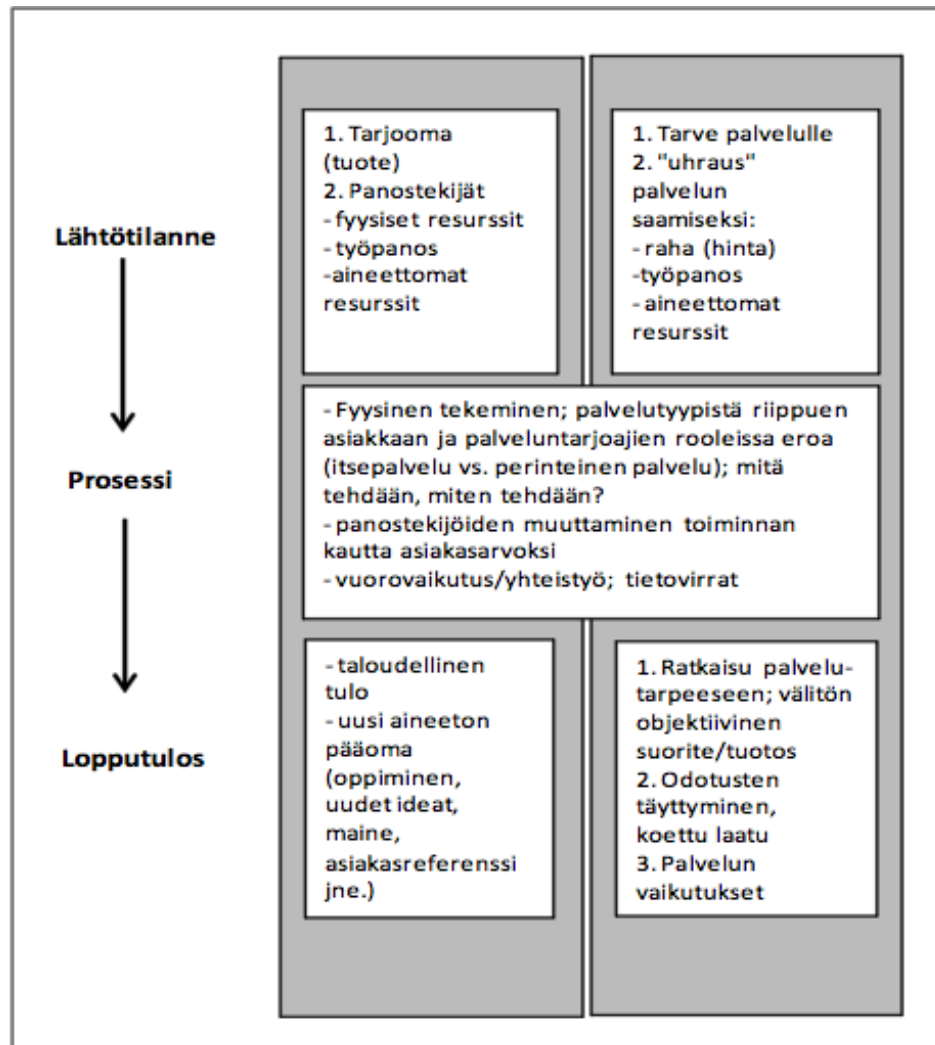 Lähtötilanne
1. Tarjooma
(tuote)
2. Panostekijät
- fyysiset resurssit
- työpanos
-aineettomat
resurssit
1. Tarve palvelulle
2. "uhraus"
palvelun
saamiseksi:
- raha (hinta)
-työpanos
- aineettomat
resurssit
Prosessi
- Fyysinen tekeminen; palvelutyypistä riippuen
asiakkaan ja palveluntarjoajien rooleissa eroa
(itsepalvelu vs. perinteinen palvelu); mitä
tehdään, miten tehdään?
- panostekijöiden muuttaminen toiminnan
kautta asiakasarvoksi
- vuorovaikutus/yhteistyö; tietovirrat
Lopputulos
- taloudellinen
tulo
- uusi aineeton
pääoma
(oppiminen,
uudet ideat,
maine,
asiakasreferenssi
jne.)
1. Ratkaisu palvelu-
tarpeeseen; välitön
objektiivinen
suorite/tuotos
2. Odotusten
täyttyminen,
koettu laatu
3. Palvelun
vaikutukset